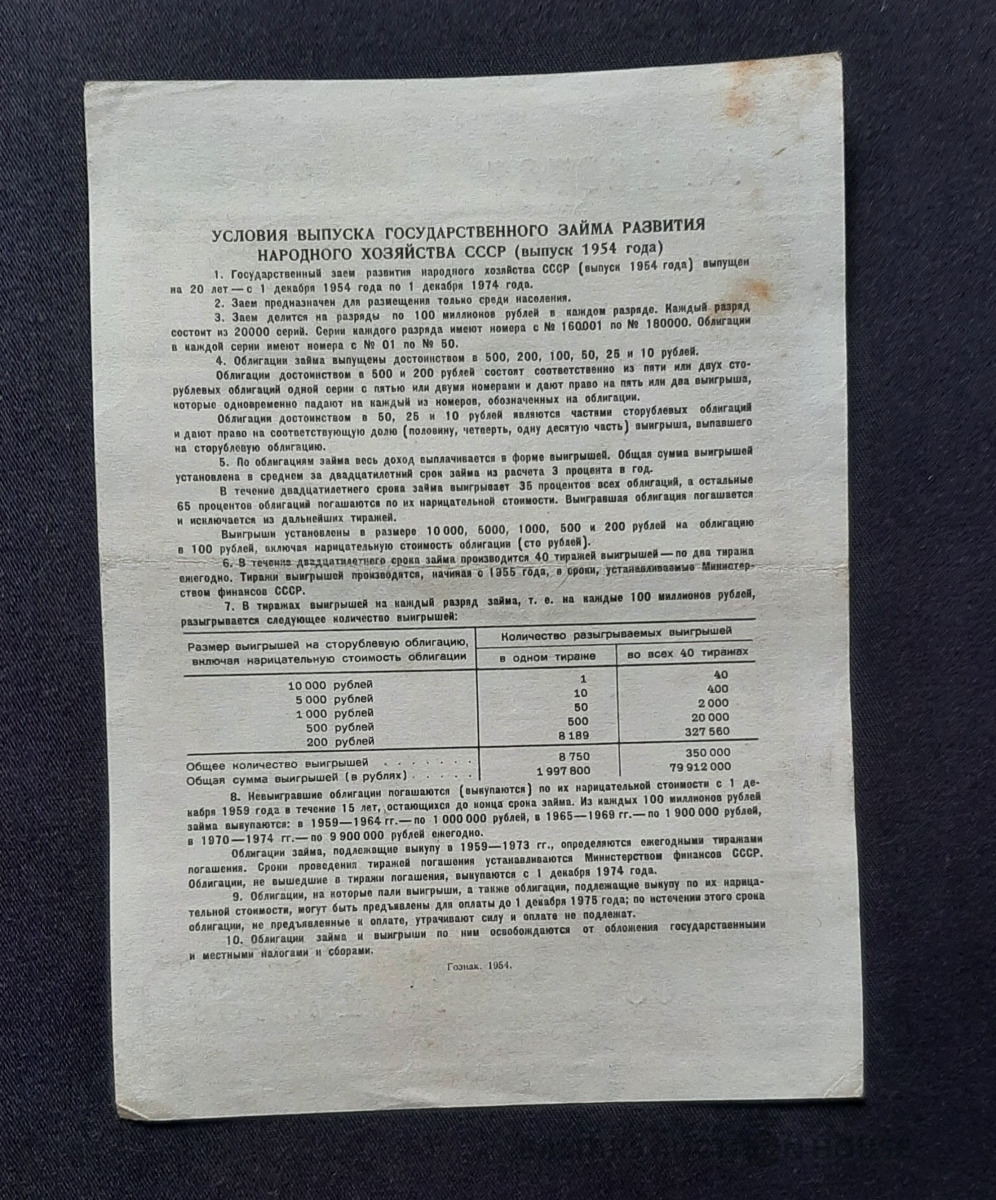 УСЛОВИЯ ВЫПУСКА ГОСУДАРСТВЕННОГО ЗАЙМА РАЗВИТИЯ
НАРОДНОГО ХОЗЯЙСТВА СССР (выпуск 1954 года)
1. Государственный заем развития народного хозяйства СССР (выпуск 1954 года) выпущен
на 20 лет — с 1 декабря 1954 года по 1 декабря 1974 года.
2. Заем предназначен для размещения только среди населения.
3. Заем делится на разряды по 100 миллионов рублей в каждом разряде. Каждый разряд
состоит из 20000 серий. Серии каждого разряда имеют номера с № 160001 по № 180000. Облигации
в каждой серии имеют номера с № 01 по № 50.
4. Облигации займа выпущены достоинством в 500, 200, 100, 50, 25 и 10 рублей.
Облигации достоинством в 500 и 200 рублей состоят соответственно из пяти или двух сто-
рублевых облигаций одной серии с пятью или двумя номерами и дают право на пять или два выигрыша,
которые одновременно падают на каждый из номеров, обозначенных на облигации.
Облигации достоинством в 50, 25 и 10 рублей являются частями сторублевых облигаций
и дают право на соответствующую долю (половину, четверть, одну десятую часть) выигрыша, выпавшего
на сторублевую облигацию.
5. По облигациям займа весь доход выплачивается в форме выигрышей. Общая сумма выигрышей
установлена в среднем за двадцатилетний срок займа из расчета 3 процента в год.
В течение двадцатилетнего срока займа выигрывает 35 процентов всех облигаций, а остальные
65 процентов облигаций погашаются по их нарицательной стоимости. Выигравшая облигация погашается
и исключается из дальнейших тиражей.
Выигрыши установлены в размере 10 000, 5000, 1000, 500 и 200 рублей на облигацию
в 100 рублей, включая нарицательную стоимость облигации (сто рублей).
6. В течение двадцатилетнего срока займа производится 40 тиражей выигрышей — по два тиража
ежегодно. Тиражи выигрышей производятся, начиная с 1955 года, в сроки, устанавливаемые Министер-
ством финансов СССР.
7. В тиражах выигрышей на каждый разряд займа, т. е. на каждые 100 миллионов рублей,
разыгрывается следующее количество выигрышей:
Размер выигрышей на сторублевую облигацию, включая нарицательную стоимость облигации
Количество разыгрываемых выигрышей
в одном тираже во всех 40 тиражах
10 000 рублей 1 40
5 000 рублей 10 400
1 000 рублей 50 2 000
500 рублей 500 20 000
200 рублей 8 189 327 560
Общее количество выигрышей . . . . . . . 8 750 350 000
Общая сумма выигрышей (в рублях) . . . . . 1 997 800 79 912 000
8. Невыигравшие облигации погашаются (выкупаются) по их нарицательной стоимости с 1 де-
кабря 1959 года в течение 15 лет, остающихся до конца срока займа. Из каждых 100 миллионов рублей
займа выкупаются: в 1959—1964 гг.— по 1 000 000 рублей, в 1965—1969 гг.— по 1 900 000 рублей,
в 1970—1974 гг.— по 9 900 000 рублей ежегодно.
Облигации займа, подлежащие выкупу в 1959—1973 гг., определяются ежегодными тиражами
погашения. Сроки проведения тиражей погашения устанавливаются Министерством финансов СССР.
Облигации, не вышедшие в тиражи погашения, выкупаются с 1 декабря 1974 года.
9. Облигации, на которые пали выигрыши, а также облигации, подлежащие выкупу по их нарица-
тельной стоимости, могут быть предъявлены для оплаты до 1 декабря 1975 года; по истечении этого срока
облигации, не предъявленные к оплате, утрачивают силу и оплате не подлежат.
10. Облигации займа и выигрыши по ним освобождаются от обложения государственными
и местными налогами и сборами.
Гознак. 1954.